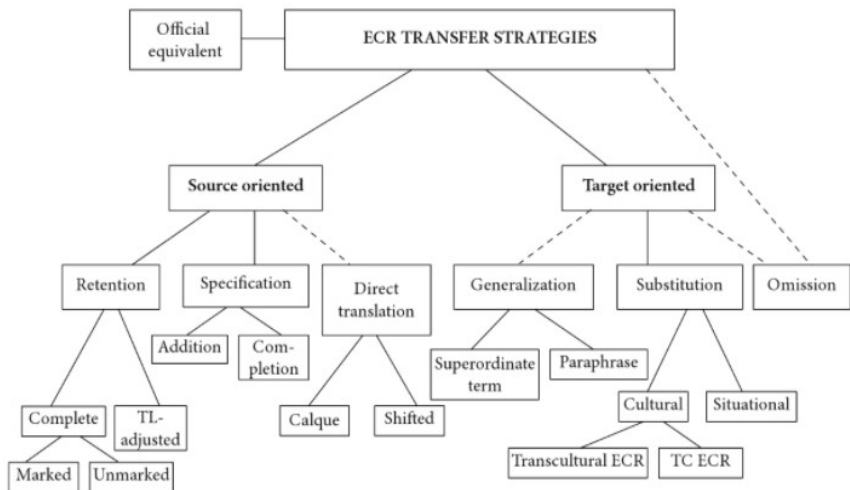 Official
equivalent
ECR TRANSFER STRATEGIES
Source oriented
Target oriented
Retention
Specification
Direct
translation
Generalization
Substitution
Omission
Addition
Com-
pletion
Superordinate
term
Paraphrase
Complete
TL-
adjusted
Calque
Shifted
Cultural
Situational
Marked
Unmarked
Transcultural ECR
TC ECR